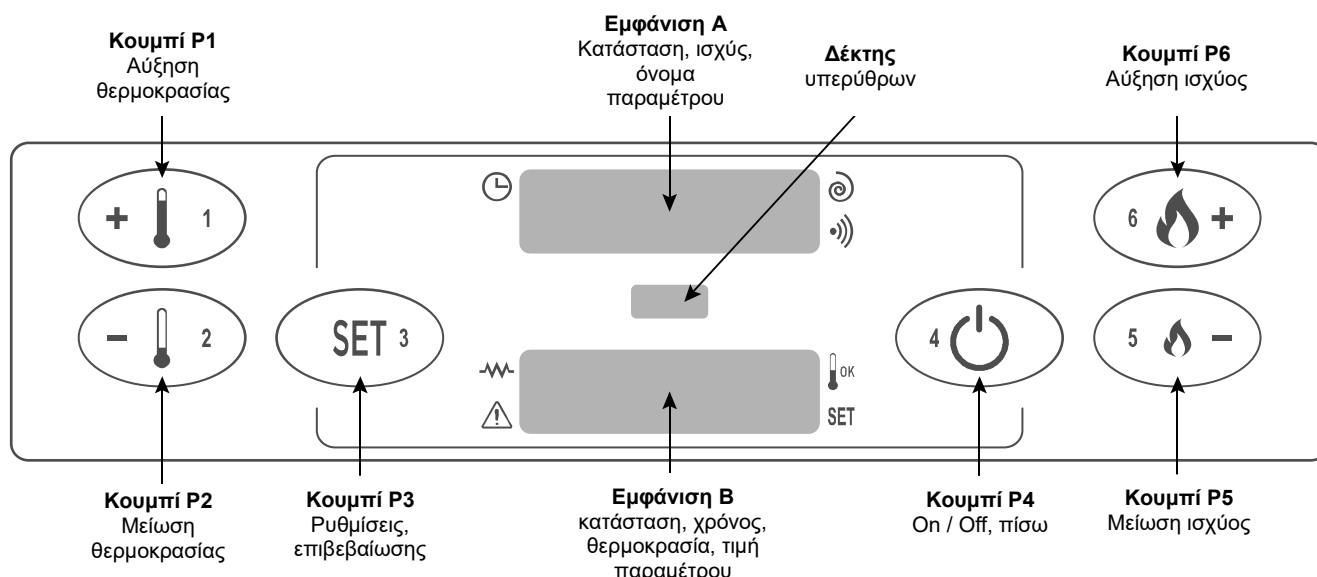 Κουμπί P1
Αύξηση
θερμοκρασίας
Εμφάνιση A
Κατάσταση, ισχύς,
όνομα
παραμέτρου
Δέκτης
υπερύθρων
Κουμπί P6
Αύξηση ισχύος
+ 1
6 +
- 2
SET 3
4
5 -
OK
SET
Κουμπί P2
Μείωση
θερμοκρασίας
Κουμπί P3
Ρυθμίσεις,
επιβεβαίωσης
Εμφάνιση B
κατάσταση, χρόνος,
θερμοκρασία, τιμή
παραμέτρου
Κουμπί P4
On / Off, πίσω
Κουμπί P5
Μείωση ισχύος